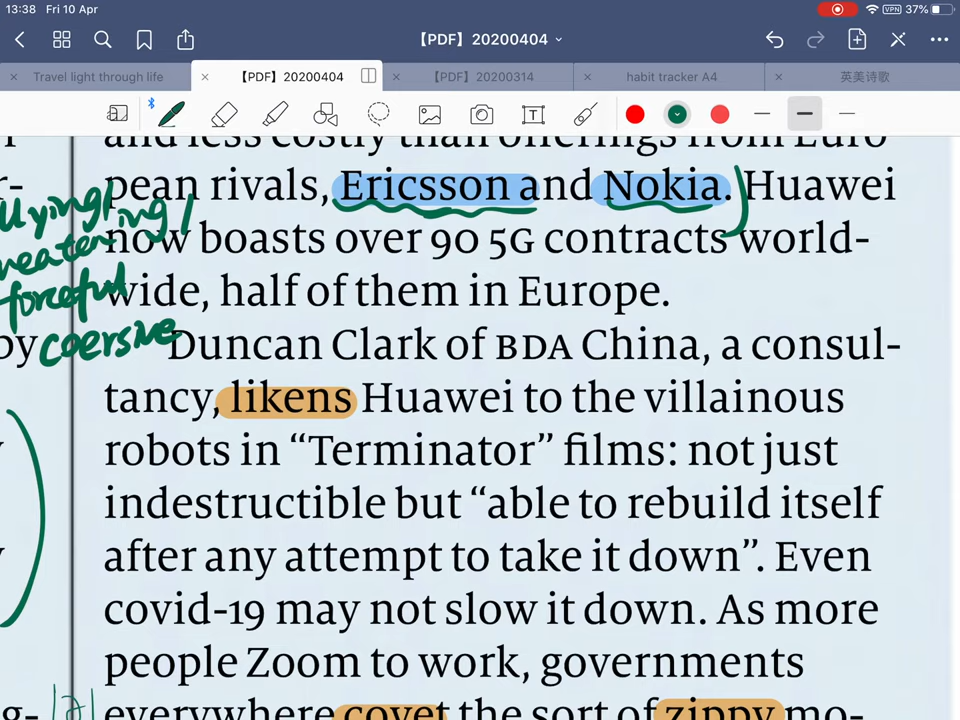 13:38 Fri 10 Apr
VPN 37%
【PDF】20200404
Travel light through life
【PDF】20200404
【PDF】20200314
habit tracker A4
英美诗歌
and less costly than offerings from Euro
pean rivals, Ericsson and Nokia. Huawei
now boasts over 90 5G contracts world-
wide, half of them in Europe.
Duncan Clark of BDA China, a consul-
tancy, likens Huawei to the villainous
robots in “Terminator” films: not just
indestructible but “able to rebuild itself
after any attempt to take it down”. Even
covid-19 may not slow it down. As more
people Zoom to work, governments
everywhere covet the sort of zippy mo-
r-
forceful
by coersive
g-